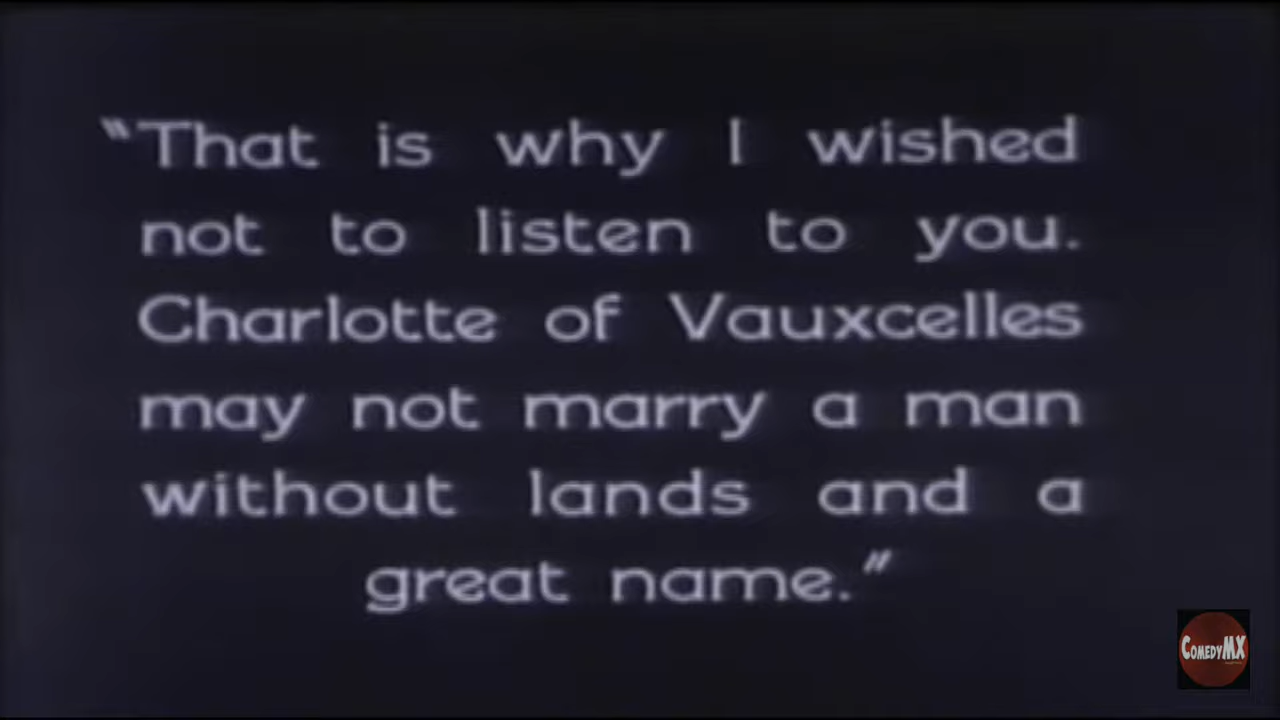 “That is why I wished
not to listen to you.
Charlotte of Vauxcelles
may not marry a man
without lands and a
great name.”
COMEDYMX